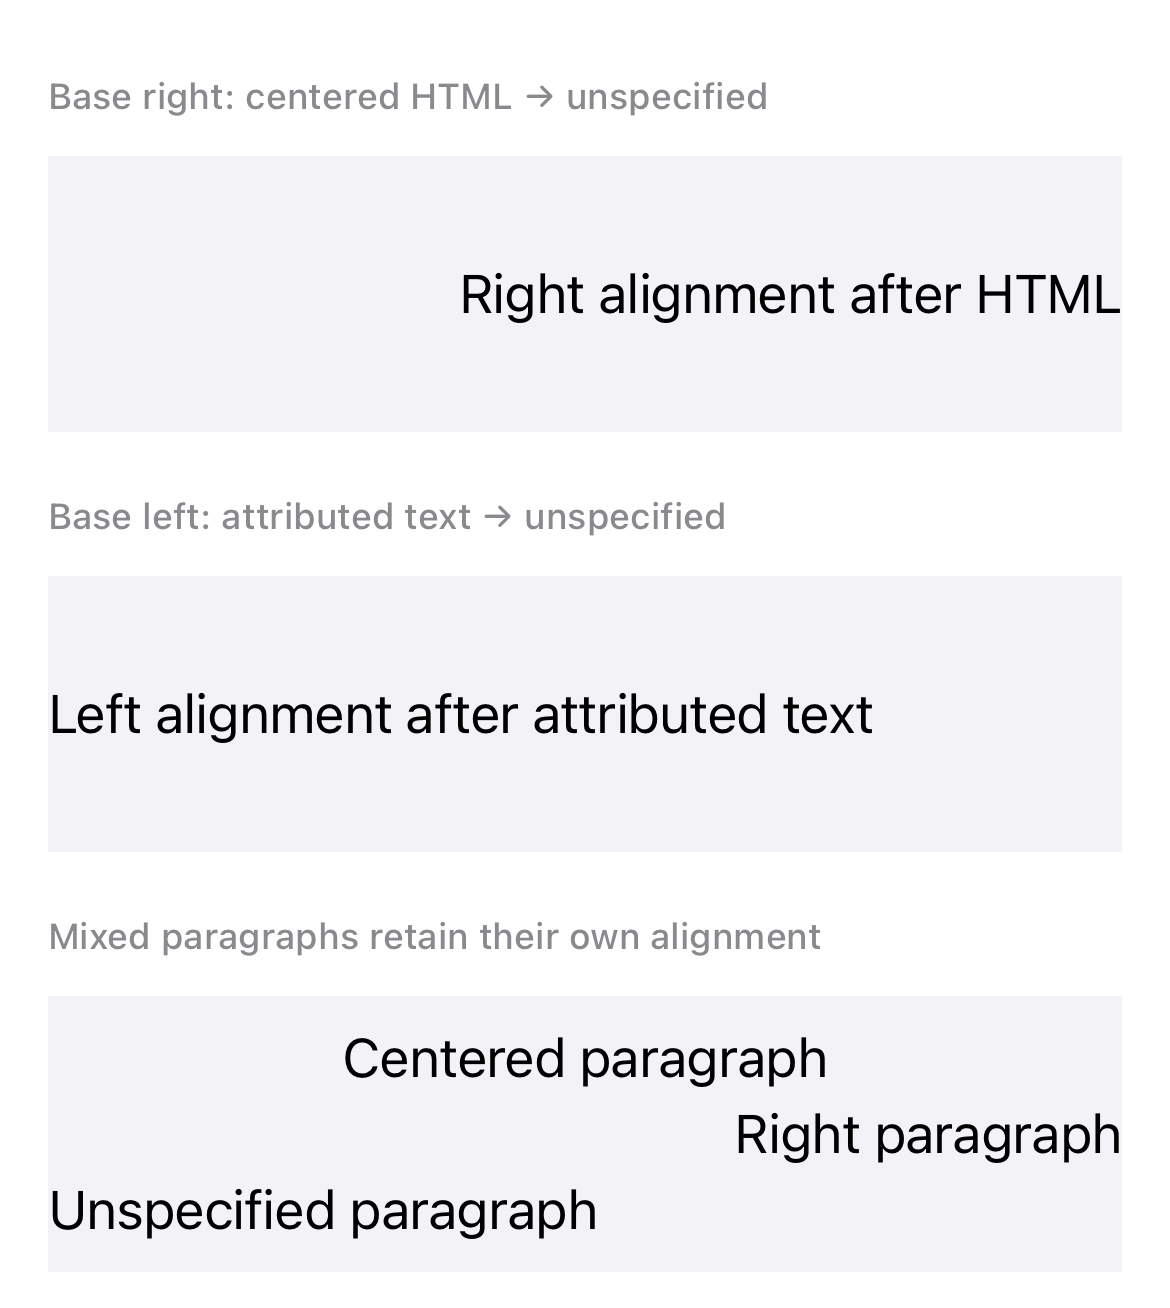 Base right: centered HTML → unspecified
Right alignment after HTML
Base left: attributed text → unspecified
Left alignment after attributed text
Mixed paragraphs retain their own alignment
Centered paragraph
Right paragraph
Unspecified paragraph